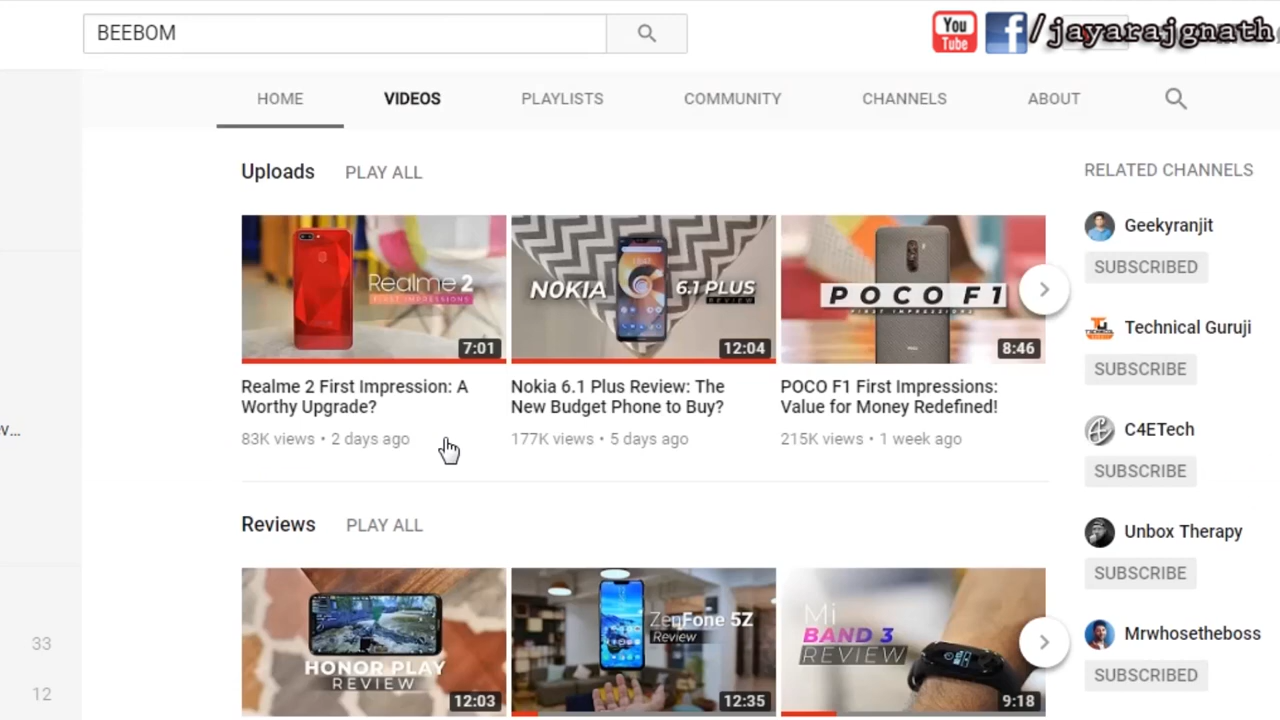 BEEBOM
You
Tube
f/jayarajgnath
HOME VIDEOS PLAYLISTS COMMUNITY CHANNELS ABOUT
Uploads PLAY ALL
RELATED CHANNELS
Realme 2
FIRST IMPRESSIONS
7:01
NOKIA 6.1 PLUS
REVIEW
12:04
POCO F1
FIRST IMPRESSIONS
8:46
Realme 2 First Impression: A
Worthy Upgrade?
83K views • 2 days ago
Nokia 6.1 Plus Review: The
New Budget Phone to Buy?
177K views • 5 days ago
POCO F1 First Impressions:
Value for Money Redefined!
215K views • 1 week ago
Geekyranjit
SUBSCRIBED
Technical Guruji
SUBSCRIBE
C4ETech
SUBSCRIBE
Unbox Therapy
SUBSCRIBE
Mrwhosetheboss
SUBSCRIBED
Reviews PLAY ALL
HONOR PLAY
REVIEW
12:03
ZenFone 5Z
Review
12:35
Mi
BAND 3
REVIEW
9:18
v...
33
12